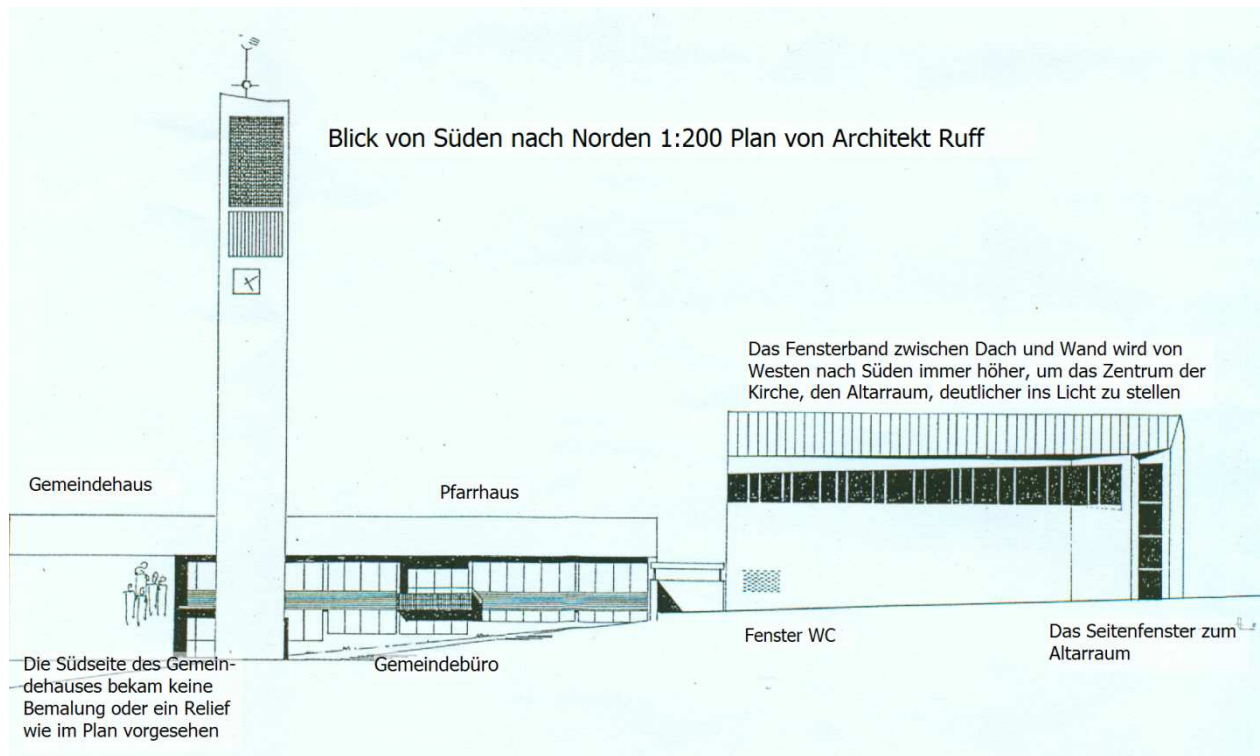 Blick von Süden nach Norden 1:200 Plan von Architekt Ruff
Das Fensterband zwischen Dach und Wand wird von
Westen nach Süden immer höher, um das Zentrum der
Kirche, den Altarraum, deutlicher ins Licht zu stellen
Gemeindehaus
Pfarrhaus
Fenster WC
Das Seitenfenster zum
Altarraum
Gemeindebüro
Die Südseite des Gemein-
dehauses bekam keine
Bemalung oder ein Relief
wie im Plan vorgesehen